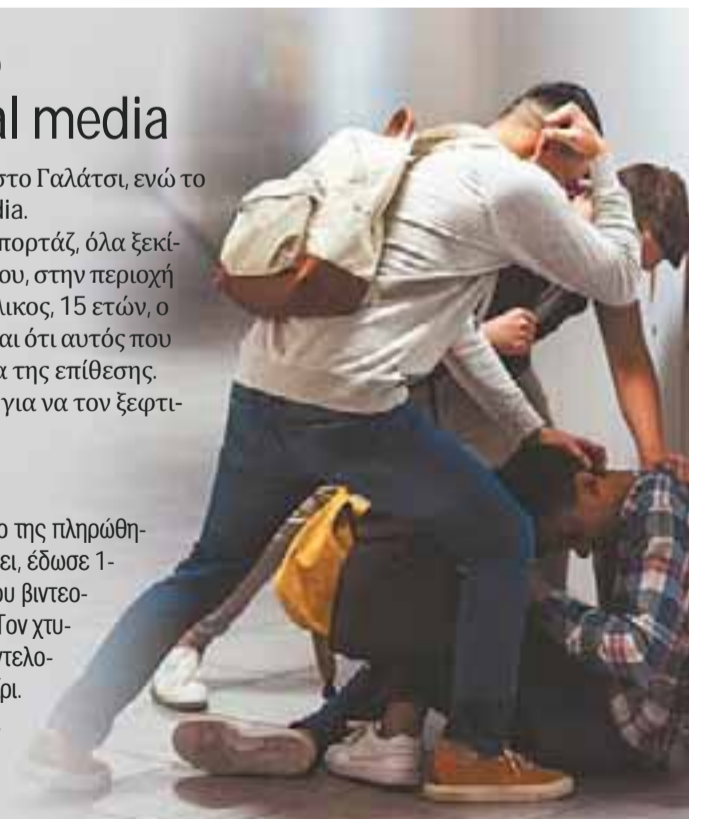 al media
στο Γαλάτσι, ενώ το
dia.
πορτάζ, όλα ξεκί-
ου, στην περιοχή
λικος, 15 ετών, ο
αι ότι αυτός που
α της επίθεσης.
για να τον ξεφτι-
ο της πληρώθη-
ει, έδωσε 1-
ου βιντεο-
Τον χτυ-
ντελο-
ρι.